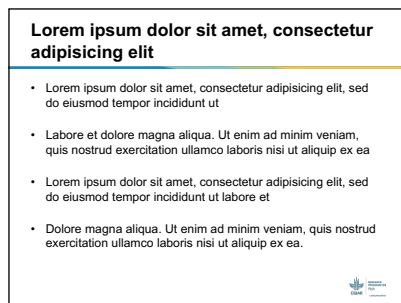 Lorem ipsum dolor sit amet, consectetur
adipisicing elit
• Lorem ipsum dolor sit amet, consectetur adipisicing elit, sed
do eiusmod tempor incididunt ut
• Labore et dolore magna aliqua. Ut enim ad minim veniam,
quis nostrud exercitation ullamco laboris nisi ut aliquip ex ea
• Lorem ipsum dolor sit amet, consectetur adipisicing elit, sed
do eiusmod tempor incididunt ut labore et
• Dolore magna aliqua. Ut enim ad minim veniam, quis nostrud
exercitation ullamco laboris nisi ut aliquip ex ea.
CGIAR